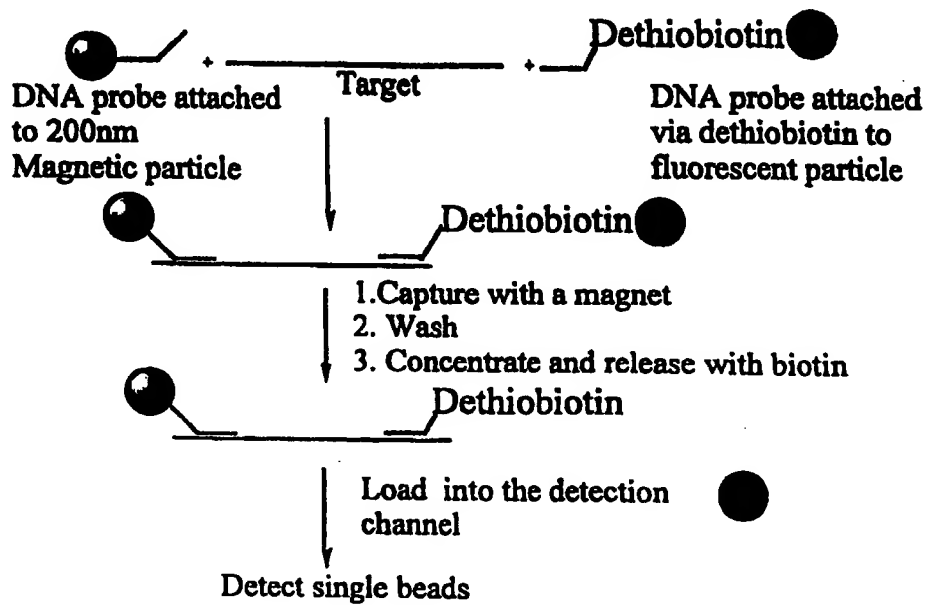 Dethiobiotin
+ Target +
DNA probe attached
to 200nm
Magnetic particle
DNA probe attached
via dethiobiotin to
fluorescent particle
Dethiobiotin
1.Capture with a magnet
2. Wash
3. Concentrate and release with biotin
Dethiobiotin
Load into the detection
channel
Detect single beads